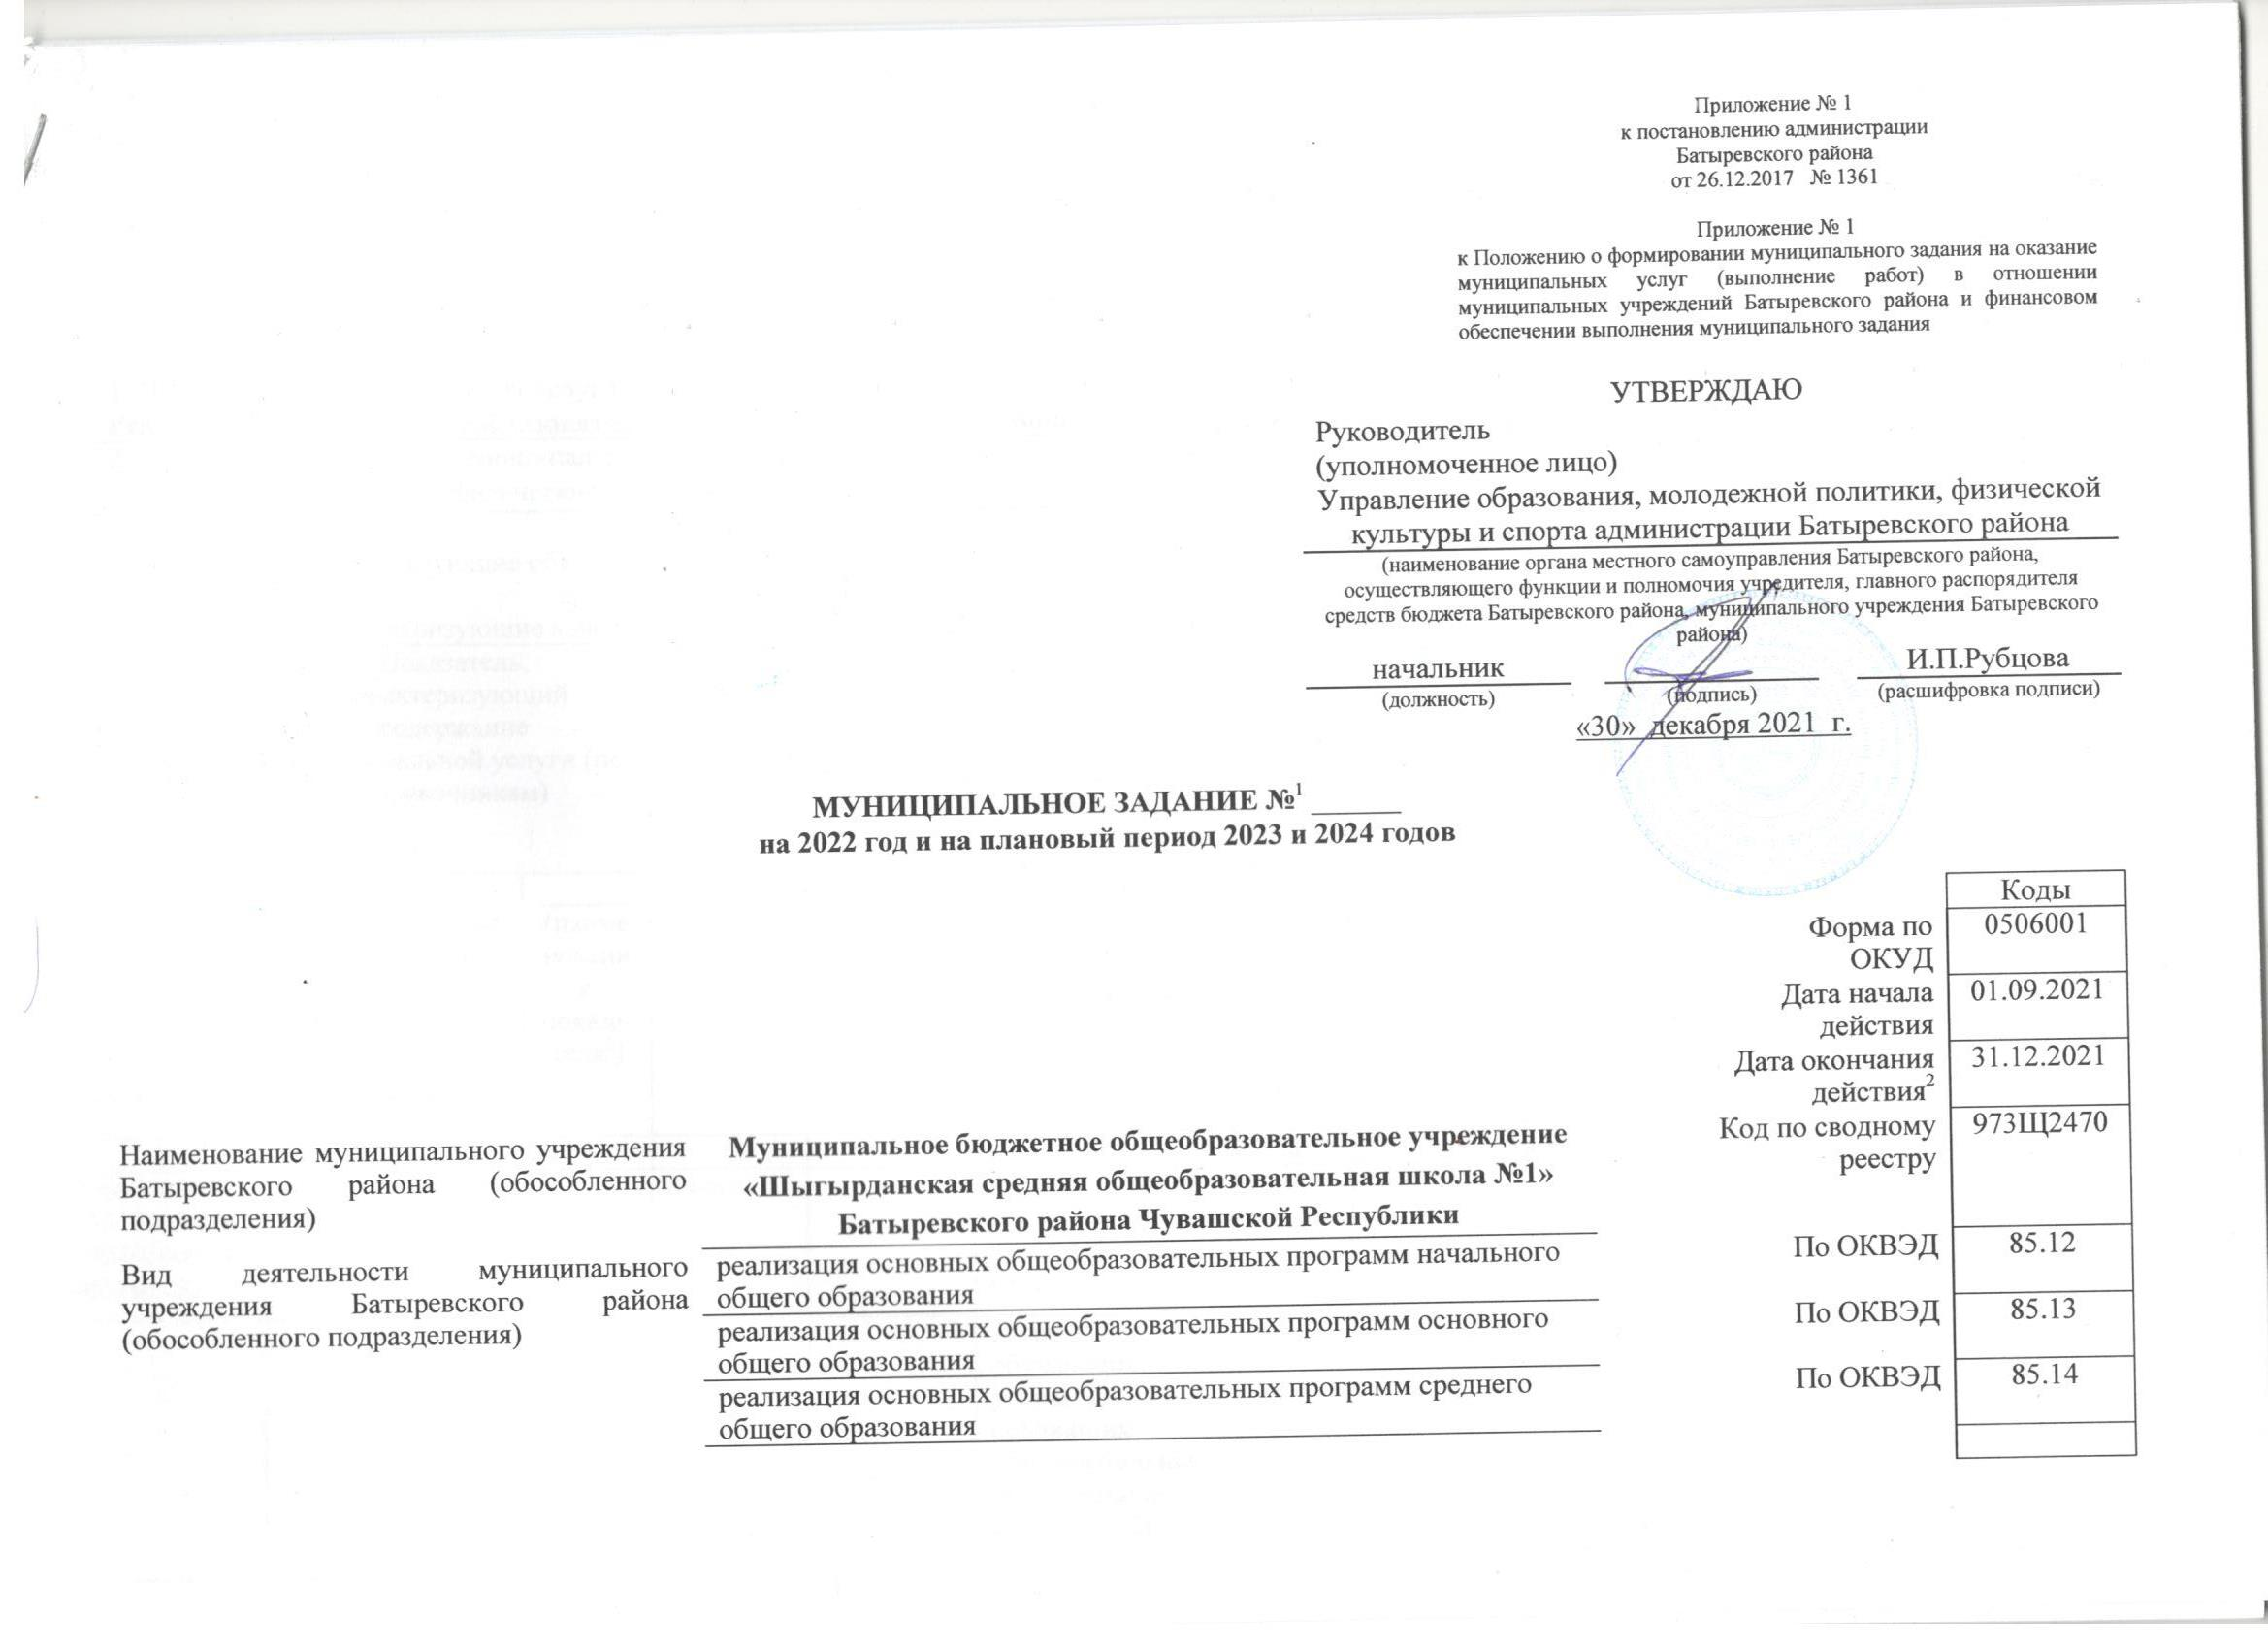 Приложение № 1
к постановлению администрации
Батыревского района
от 26.12.2017 № 1361
Приложение № 1
к Положению о формировании муниципального задания на оказание
муниципальных услуг (выполнение работ) в отношении
муниципальных учреждений Батыревского района и финансовом
обеспечении выполнения муниципального задания
УТВЕРЖДАЮ
Руководитель
(уполномоченное лицо)
Управление образования, молодежной политики, физической
культуры и спорта администрации Батыревского района
(наименование органа местного самоуправления Батыревского района,
осуществляющего функции и полномочия учредителя, главного распорядителя
средств бюджета Батыревского района, муниципального учреждения Батыревского
района)
начальник И.П.Рубцова
(должность) (подпись) (расшифровка подписи)
«30» декабря 2021 г.
МУНИЦИПАЛЬНОЕ ЗАДАНИЕ №1 ______
на 2022 год и на плановый период 2023 и 2024 годов
Коды
Форма по 0506001
ОКУД
Дата начала 01.09.2021
действия
Дата окончания 31.12.2021
действия2
Код по сводному 973Щ2470
реестру
Наименование муниципального учреждения
Батыревского района (обособленного
подразделения)
Муниципальное бюджетное общеобразовательное учреждение
«Шыгырданская средняя общеобразовательная школа №1»
Батыревского района Чувашской Республики
Вид деятельности муниципального
учреждения Батыревского района
(обособленного подразделения)
реализация основных общеобразовательных программ начального
общего образования
По ОКВЭД 85.12
реализация основных общеобразовательных программ основного
общего образования
По ОКВЭД 85.13
реализация основных общеобразовательных программ среднего
общего образования
По ОКВЭД 85.14